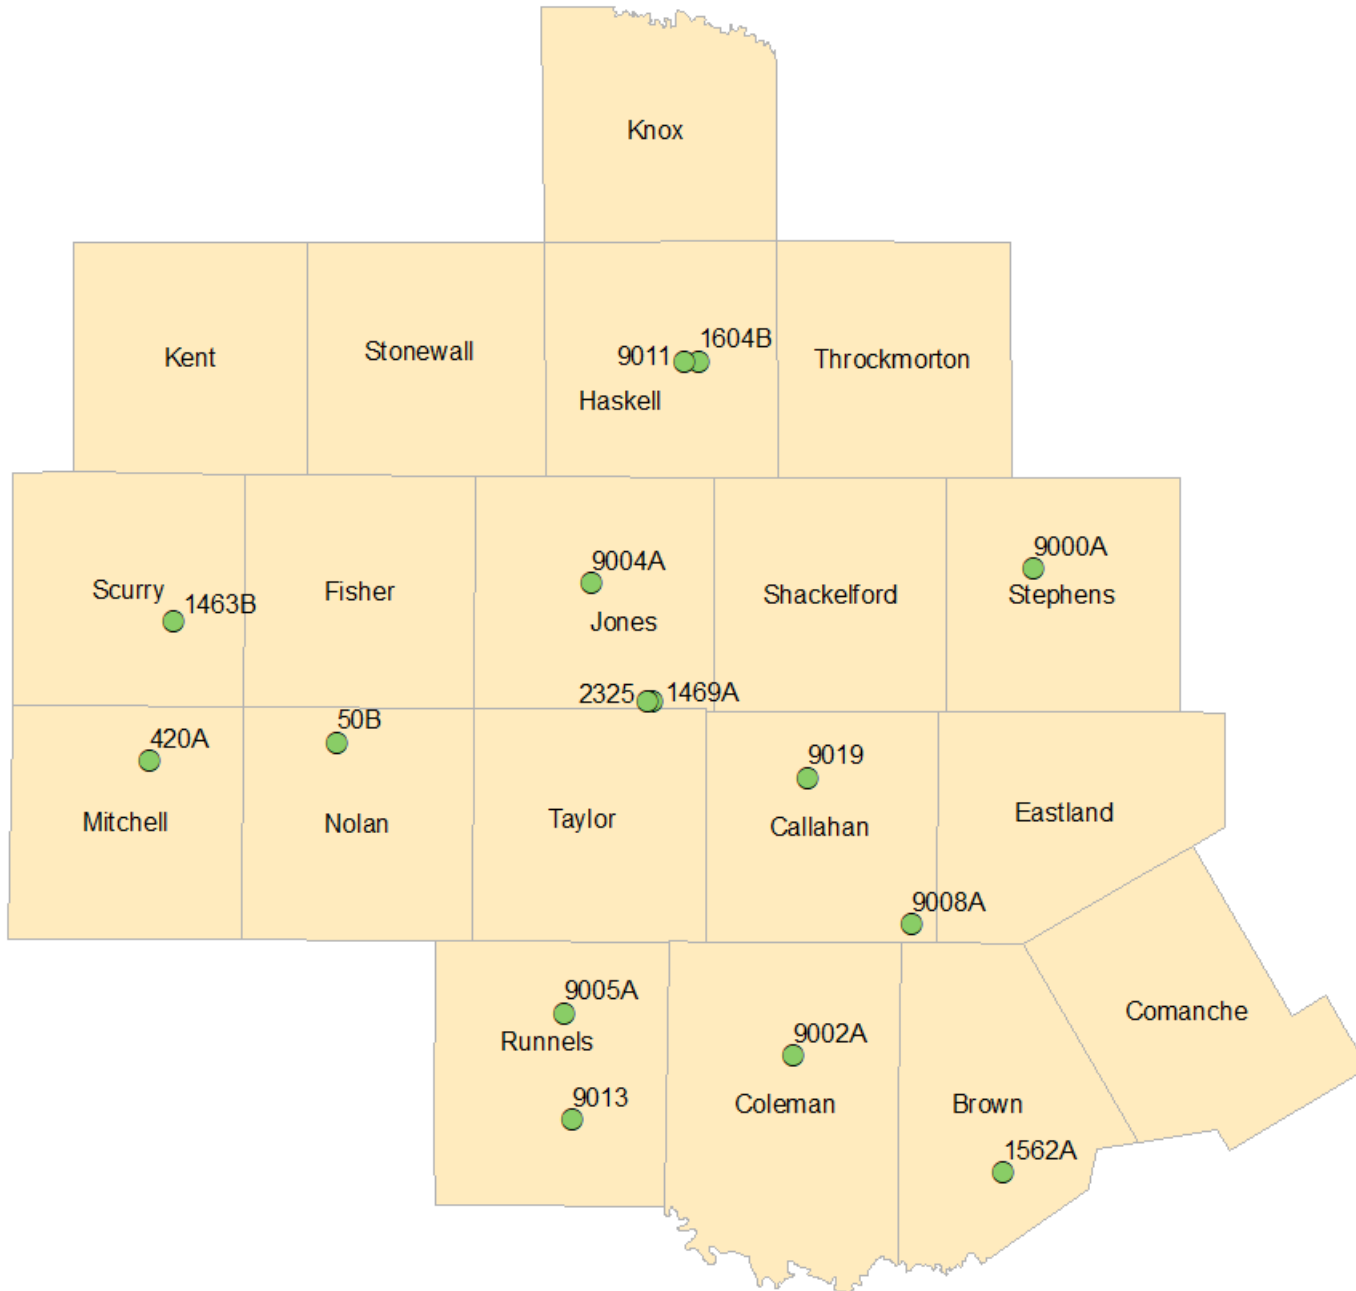 Knox
1604B
9011
Kent
Stonewall
Throckmorton
Haskell
9004A
9000A
Scurry
1463B
Fisher
Jones
Shackelford
Stephens
2325
1469A
420A
50B
9019
Mitchell
Nolan
Taylor
Callahan
Eastland
9008A
9005A
Runnels
9002A
Comanche
9013
Coleman
Brown
1562A